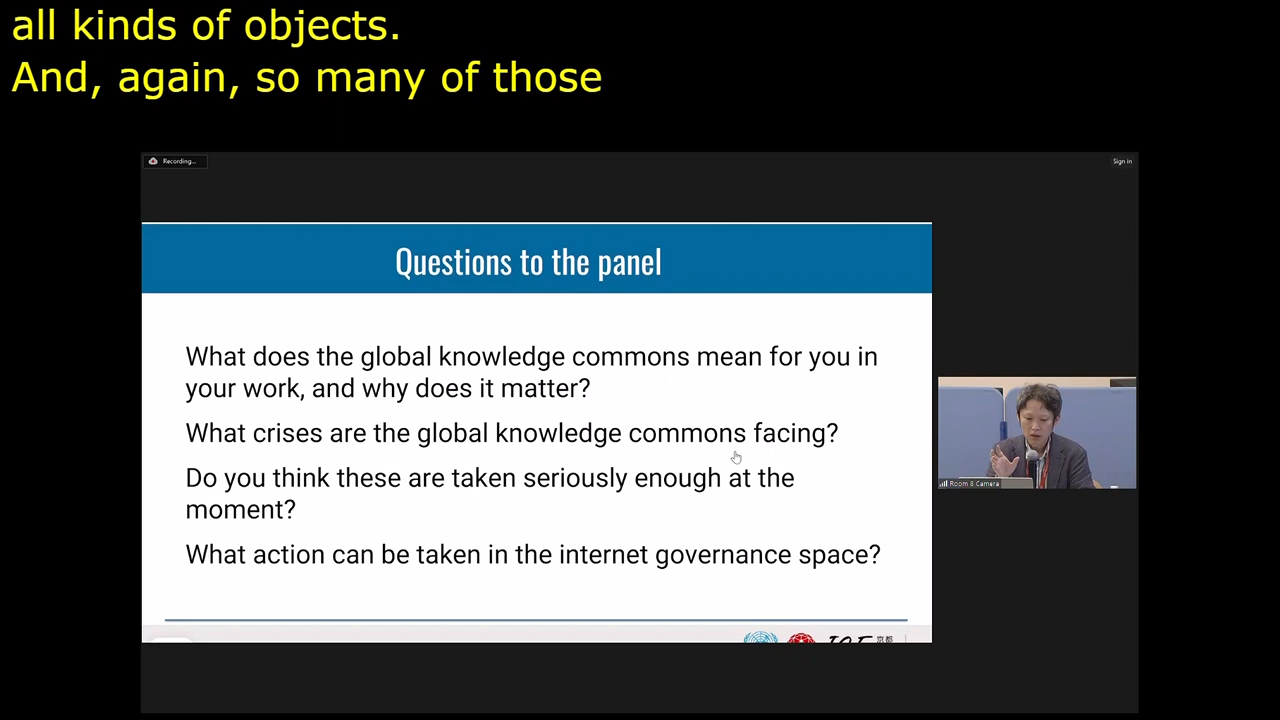 all kinds of objects.
And, again, so many of those
Recording...
Sign in
Questions to the panel
What does the global knowledge commons mean for you in
your work, and why does it matter?
What crises are the global knowledge commons facing?
Do you think these are taken seriously enough at the
moment?
What action can be taken in the internet governance space?
Room 8 Camera
IGF 京都